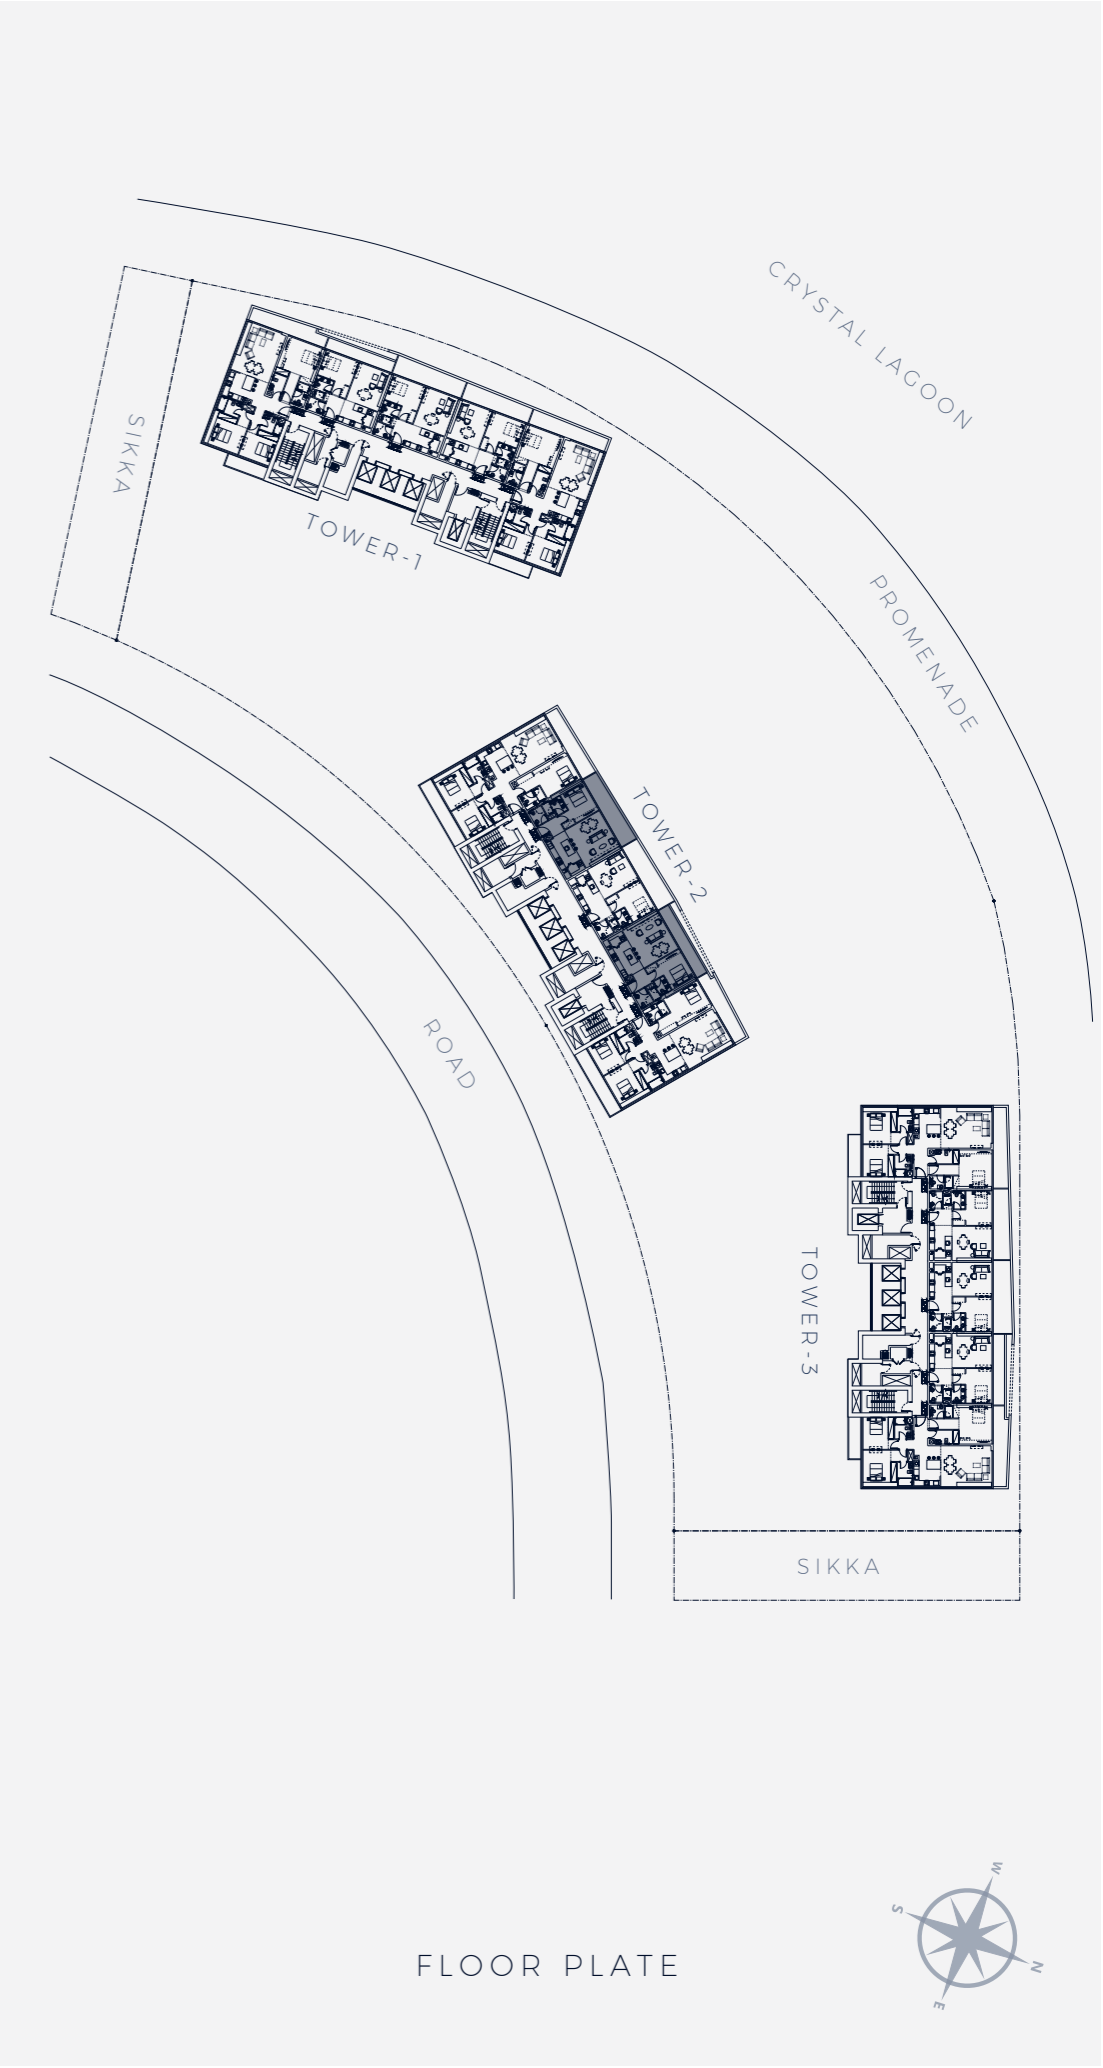 CRYSTAL LAGOON
SIKKA
TOWER-1
PROMENADE
TOWER-2
ROAD
TOWER-3
SIKKA
W
S
N
E
FLOOR PLATE